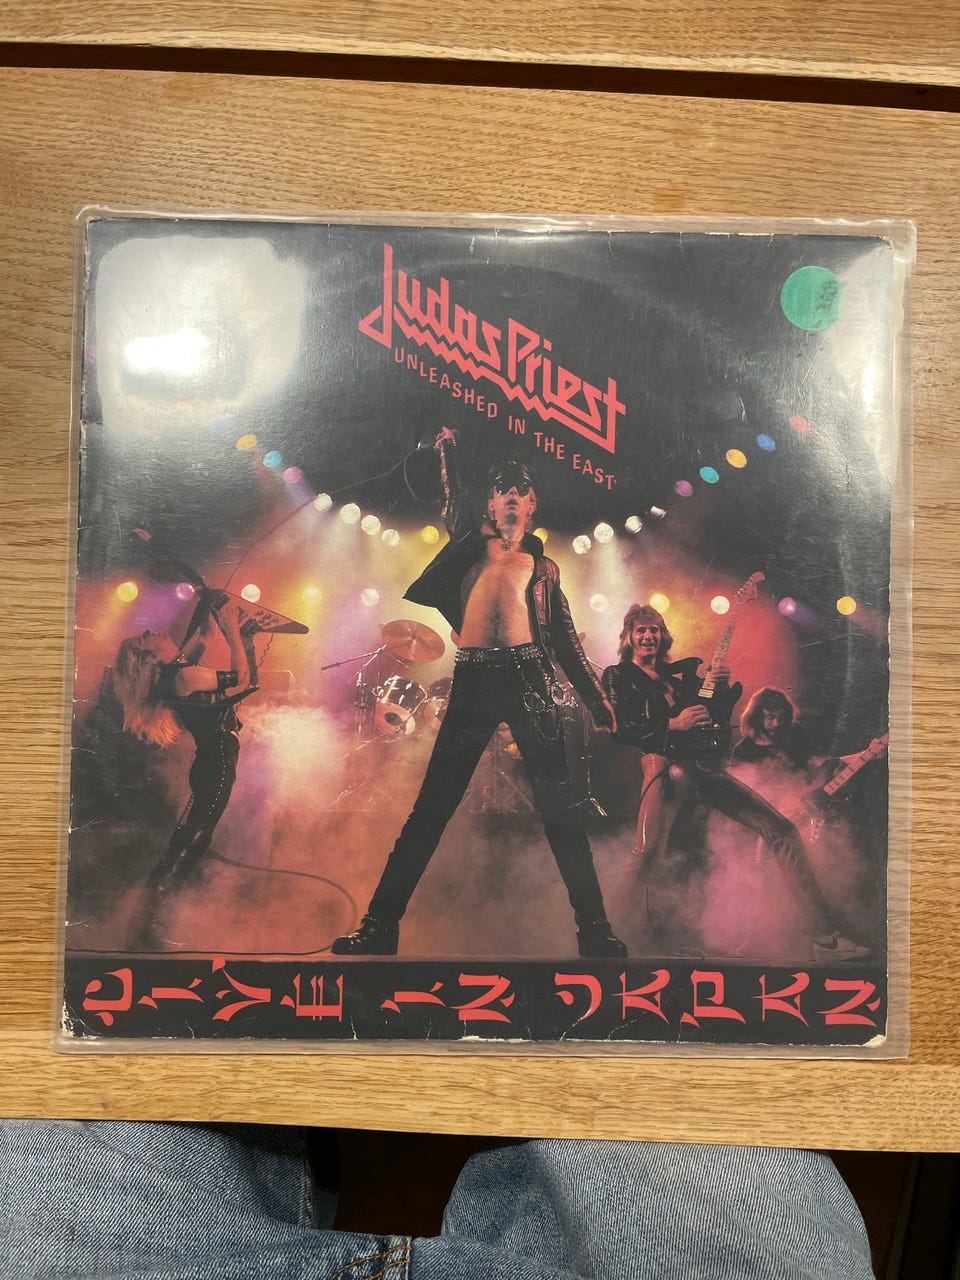 Judas Priest
UNLEASHED IN THE EAST
LIVE IN JAPAN